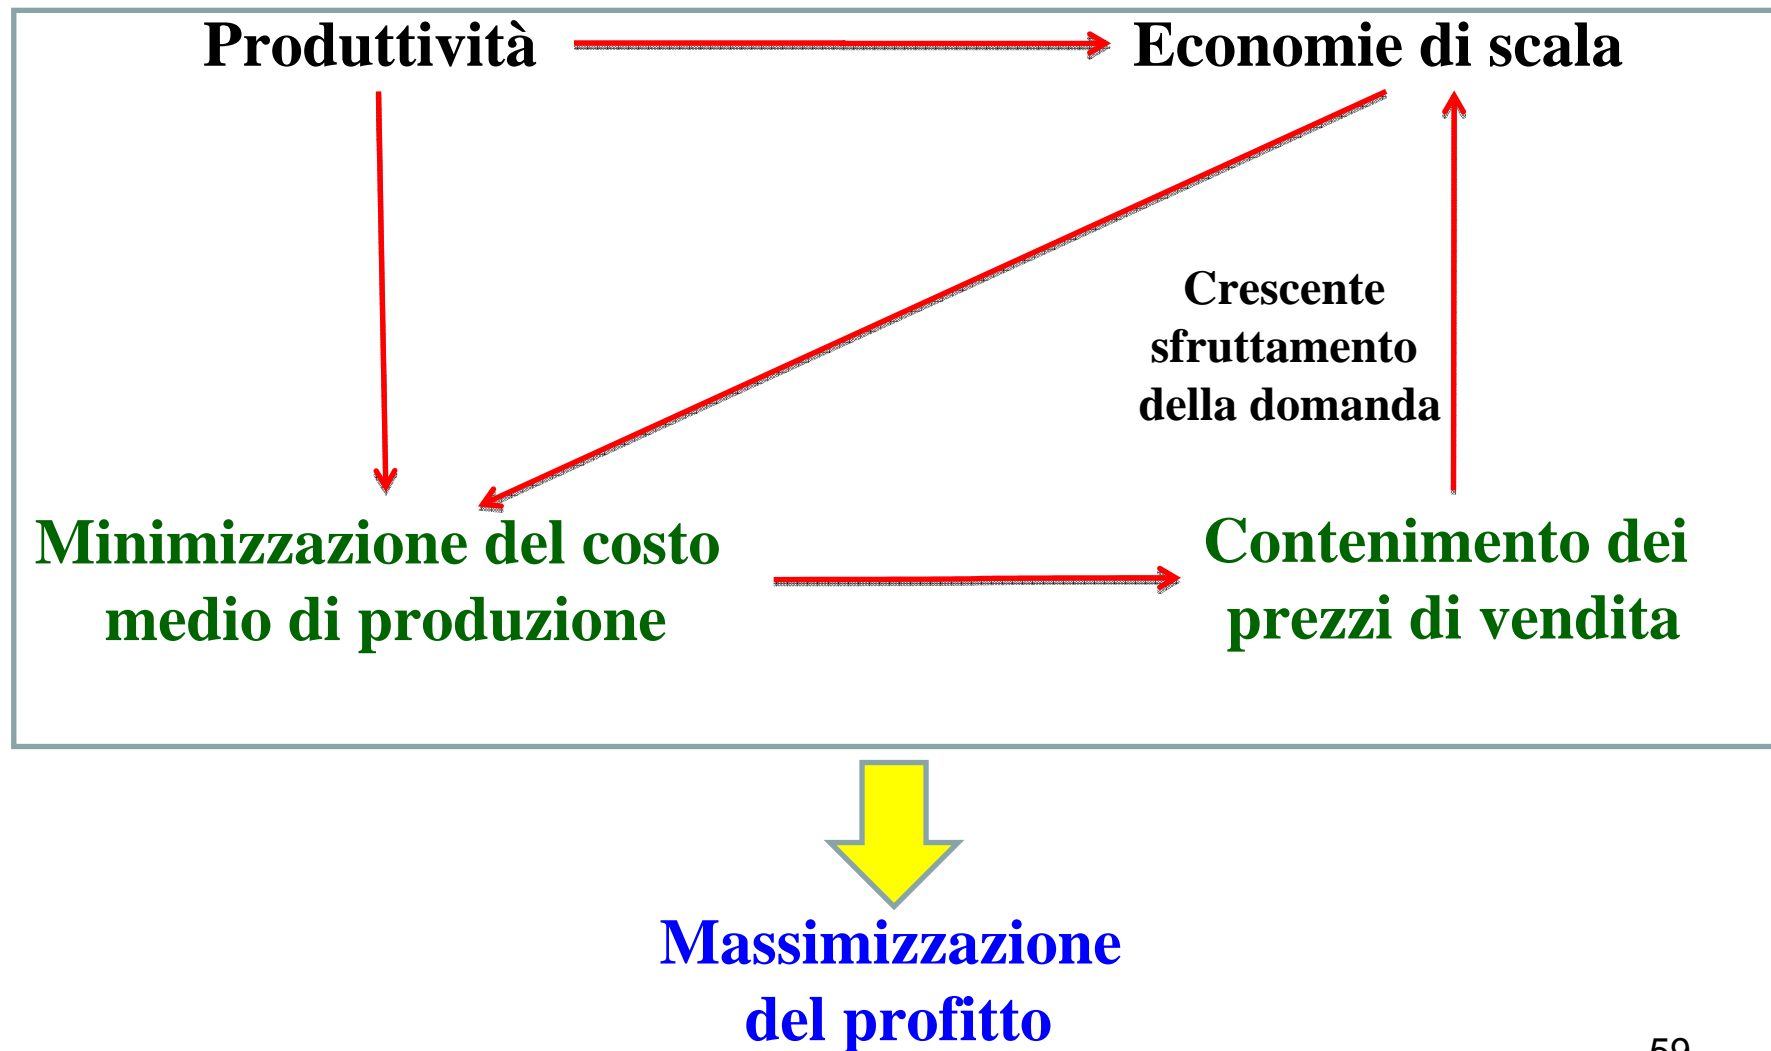 Produttività
Economie di scala
Crescente
sfruttamento
della domanda
Minimizzazione del costo
medio di produzione
Contenimento dei
prezzi di vendita
Massimizzazione
del profitto
59